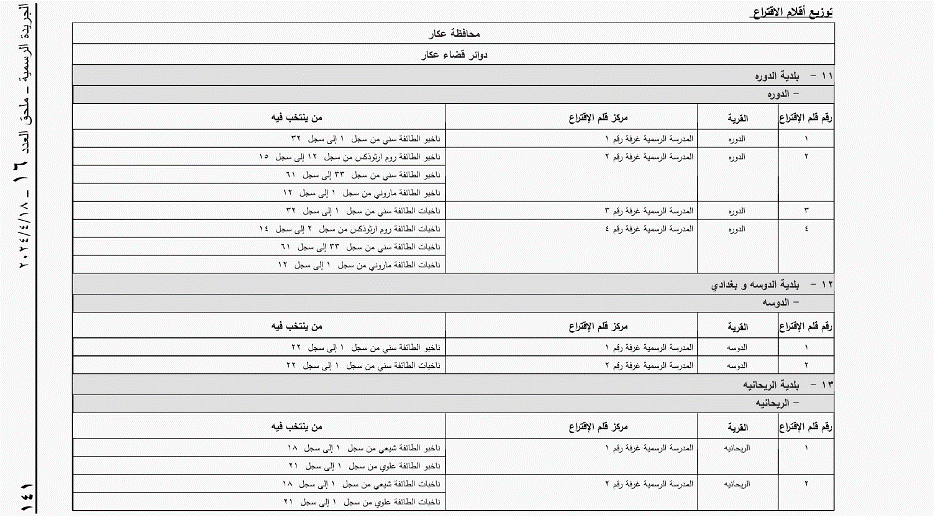 الجريدة الرسمية – ملحق العدد ١٦ – ٢٠٢٤/٤/١٨
١٤١
توزيع أقلام الاقتراع
محافظة عكار
دوائر قضاء عكار
١١ – بلدية الدوره
– الدوره
رقم قلم الإقتراع القرية مركز قلم الإقتراع من ينتخب فيه
١ الدوره المدرسة الرسمية غرفة رقم ١ ناخبو الطائفة سني من سجل ١ إلى سجل ٣٢
٢ الدوره المدرسة الرسمية غرفة رقم ٢ ناخبو الطائفة روم ارثوذكس من سجل ١٢ إلى سجل ١٥
ناخبو الطائفة سني من سجل ٣٣ إلى سجل ٦١
ناخبو الطائفة ماروني من سجل ١ إلى سجل ١٢
٣ الدوره المدرسة الرسمية غرفة رقم ٣ ناخبات الطائفة سني من سجل ١ إلى سجل ٣٢
٤ الدوره المدرسة الرسمية غرفة رقم ٤ ناخبات الطائفة روم ارثوذكس من سجل ٢ إلى سجل ١٤
ناخبات الطائفة سني من سجل ٣٣ إلى سجل ٦١
ناخبات الطائفة ماروني من سجل ١ إلى سجل ١٢
١٢ – بلدية الدوسه و بغدادي
– الدوسه
رقم قلم الإقتراع القرية مركز قلم الإقتراع من ينتخب فيه
١ الدوسه المدرسة الرسمية غرفة رقم ١ ناخبو الطائفة سني من سجل ١ إلى سجل ٢٢
٢ الدوسه المدرسة الرسمية غرفة رقم ٢ ناخبات الطائفة سني من سجل ١ إلى سجل ٢٢
١٣ – بلدية الريحانيه
– الريحانيه
رقم قلم الإقتراع القرية مركز قلم الإقتراع من ينتخب فيه
١ الريحانيه المدرسة الرسمية غرفة رقم ١ ناخبو الطائفة شيعي من سجل ١ إلى سجل ١٨
ناخبو الطائفة علوي من سجل ١ إلى سجل ٢١
٢ الريحانيه المدرسة الرسمية غرفة رقم ٢ ناخبات الطائفة شيعي من سجل ١ إلى سجل ١٨
ناخبات الطائفة علوي من سجل ١ إلى سجل ٢١